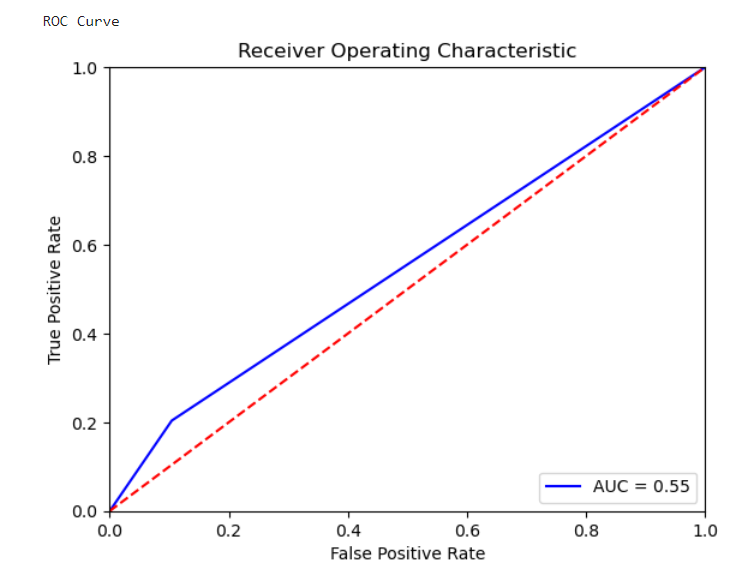 ROC Curve
Receiver Operating Characteristic
1.0
0.8
0.6
0.4
0.2
0.0
True Positive Rate
AUC = 0.55
0.0 0.2 0.4 0.6 0.8 1.0
False Positive Rate